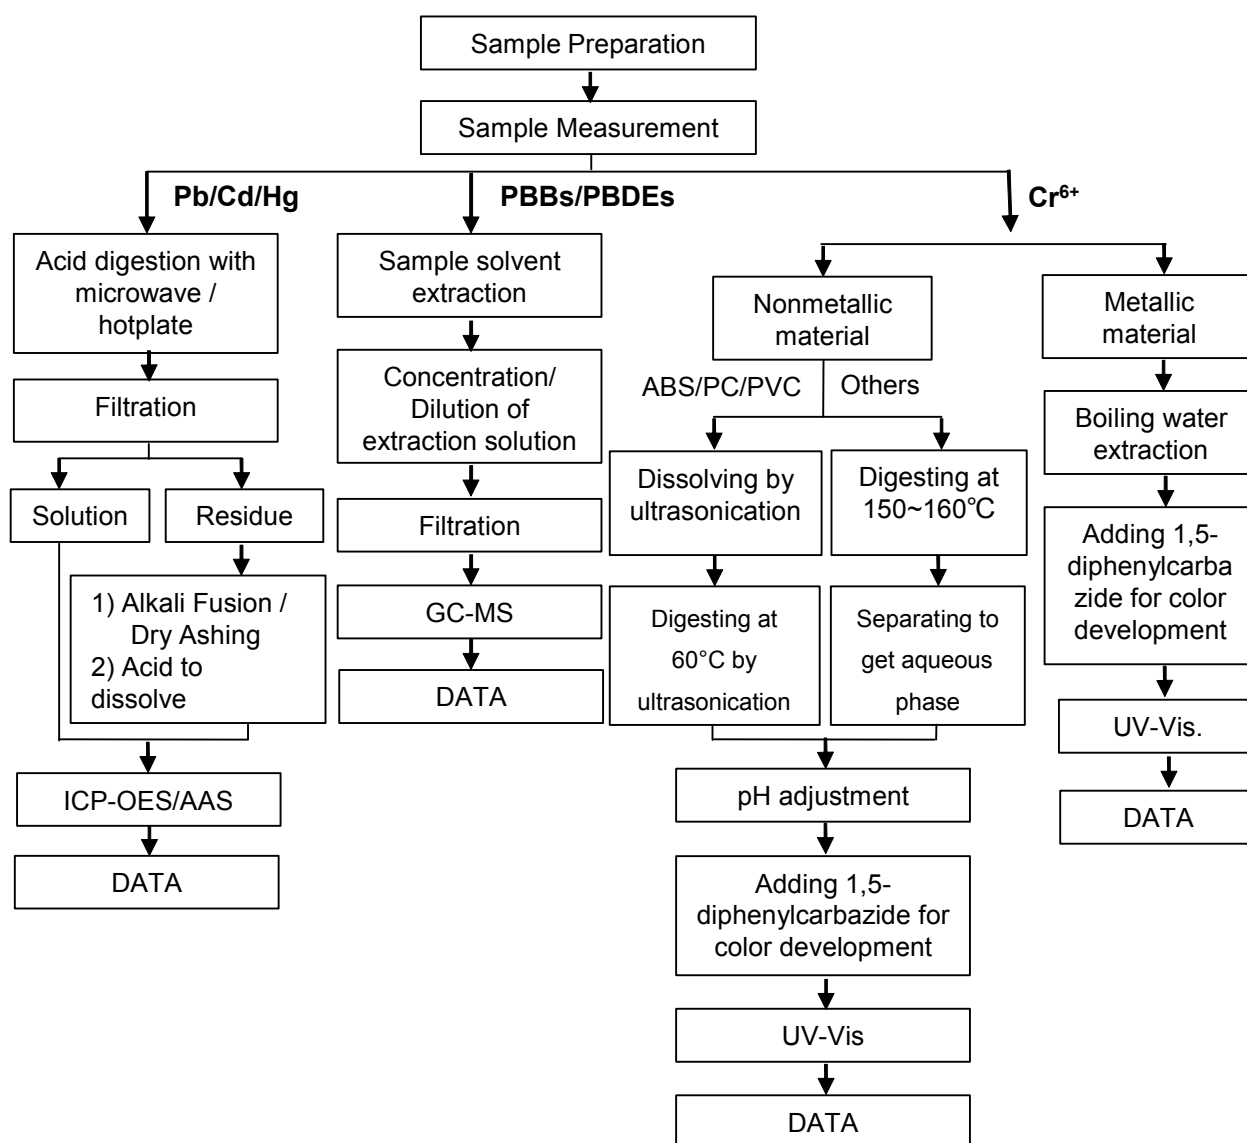 Sample Preparation
Sample Measurement
Pb/Cd/Hg
PBBs/PBDEs
Cr⁶⁺
Acid digestion with
microwave /
hotplate
Filtration
Solution
Residue
1) Alkali Fusion /
Dry Ashing
2) Acid to
dissolve
ICP-OES/AAS
DATA
Sample solvent
extraction
Concentration/
Dilution of
extraction solution
Filtration
GC-MS
DATA
Nonmetallic
material
ABS/PC/PVC
Others
Dissolving by
ultrasonication
Digesting at
60°C by
ultrasonication
Digesting at
150~160℃
Separating to
get aqueous
phase
pH adjustment
Adding 1,5-
diphenylcarbazide for
color development
UV-Vis
DATA
Metallic
material
Boiling water
extraction
Adding 1,5-
diphenylcarba
zide for color
development
UV-Vis.
DATA